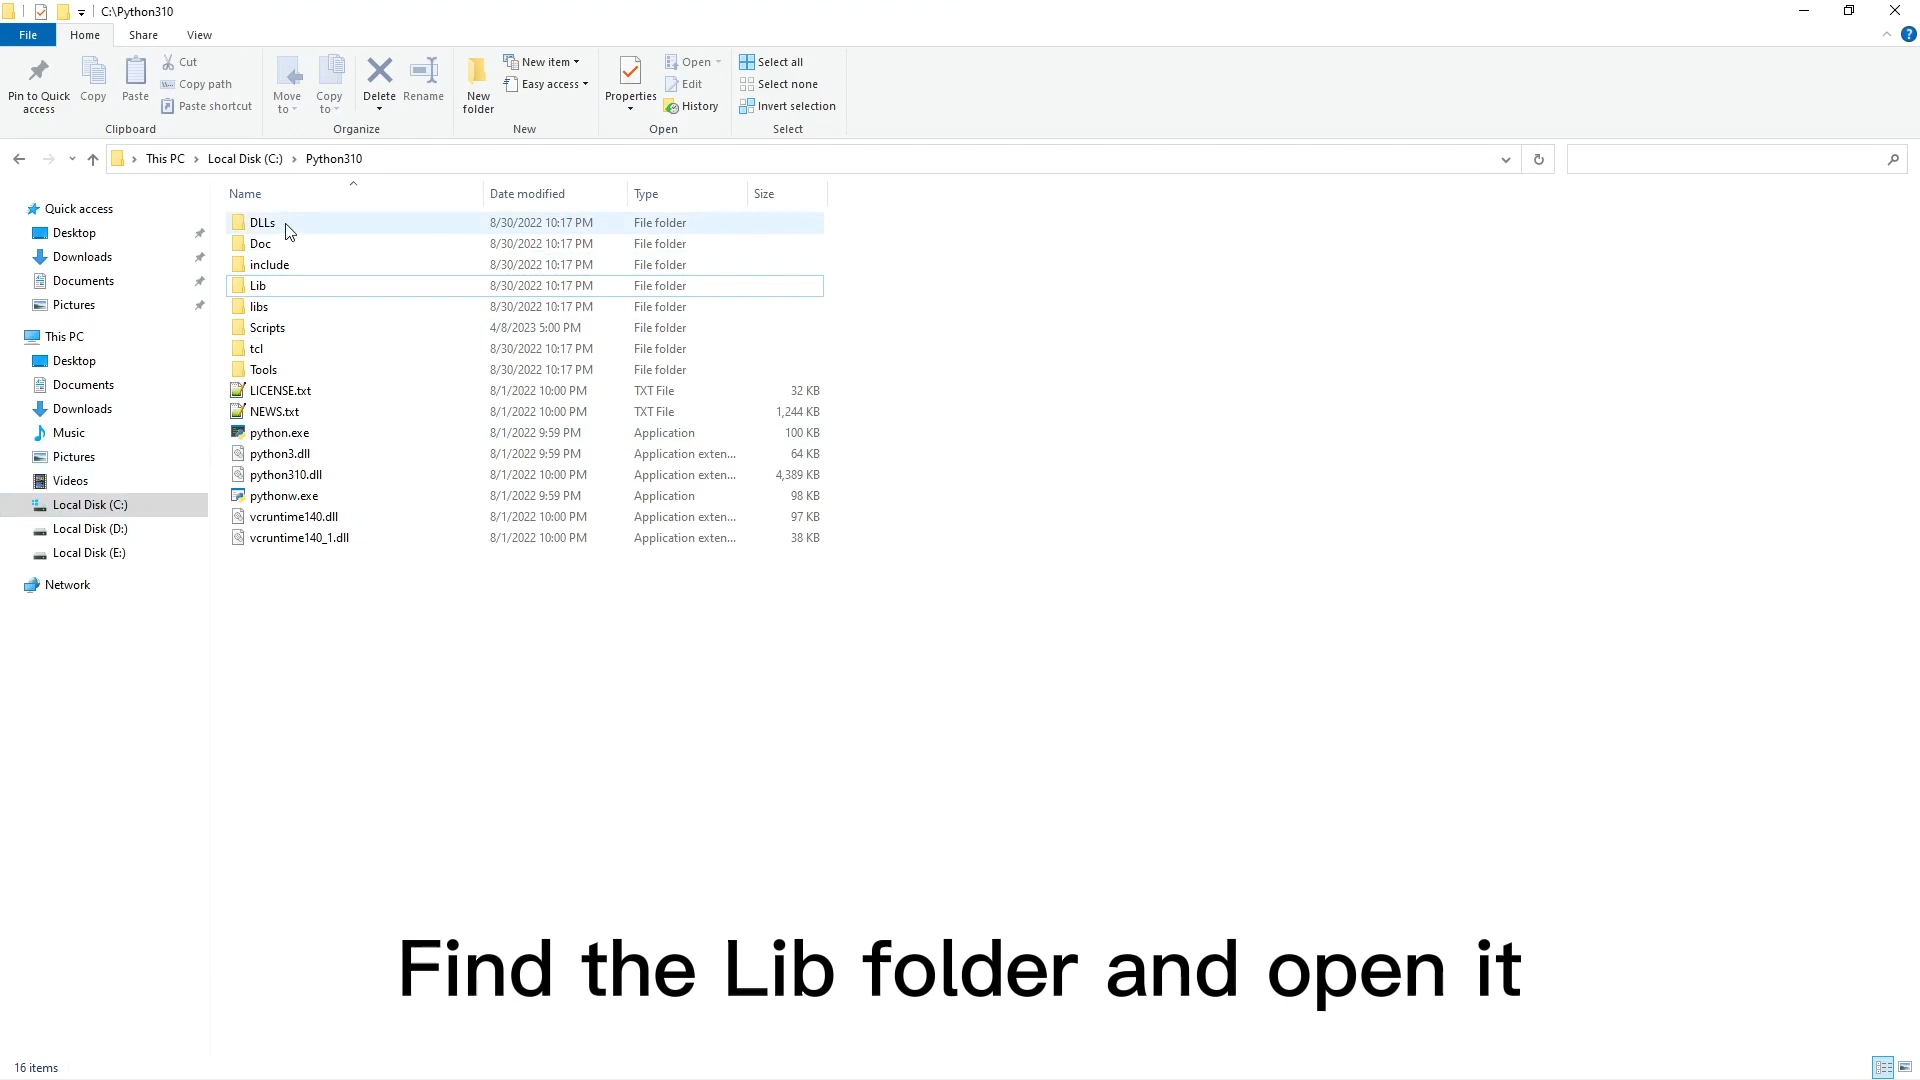 C:\Python310
File Home Share View
Pin to Quick access
Copy
Paste
Cut
Copy path
Paste shortcut
Clipboard
Move to
Copy to
Delete
Rename
Organize
New folder
New item
Easy access
New
Properties
Open
Edit
History
Open
Select all
Select none
Invert selection
Select
This PC > Local Disk (C:) > Python310
Quick access
Desktop
Downloads
Documents
Pictures
This PC
Desktop
Documents
Downloads
Music
Pictures
Videos
Local Disk (C:)
Local Disk (D:)
Local Disk (E:)
Network
Name Date modified Type Size
DLLs 8/30/2022 10:17 PM File folder
Doc 8/30/2022 10:17 PM File folder
include 8/30/2022 10:17 PM File folder
Lib 8/30/2022 10:17 PM File folder
libs 8/30/2022 10:17 PM File folder
Scripts 4/8/2023 5:00 PM File folder
tcl 8/30/2022 10:17 PM File folder
Tools 8/30/2022 10:17 PM File folder
LICENSE.txt 8/1/2022 10:00 PM TXT File 32 KB
NEWS.txt 8/1/2022 10:00 PM TXT File 1,244 KB
python.exe 8/1/2022 9:59 PM Application 100 KB
python3.dll 8/1/2022 9:59 PM Application exten... 64 KB
python310.dll 8/1/2022 10:00 PM Application exten... 4,389 KB
pythonw.exe 8/1/2022 9:59 PM Application 98 KB
vcruntime140.dll 8/1/2022 10:00 PM Application exten... 97 KB
vcruntime140_1.dll 8/1/2022 10:00 PM Application exten... 38 KB
Find the Lib folder and open it
16 items